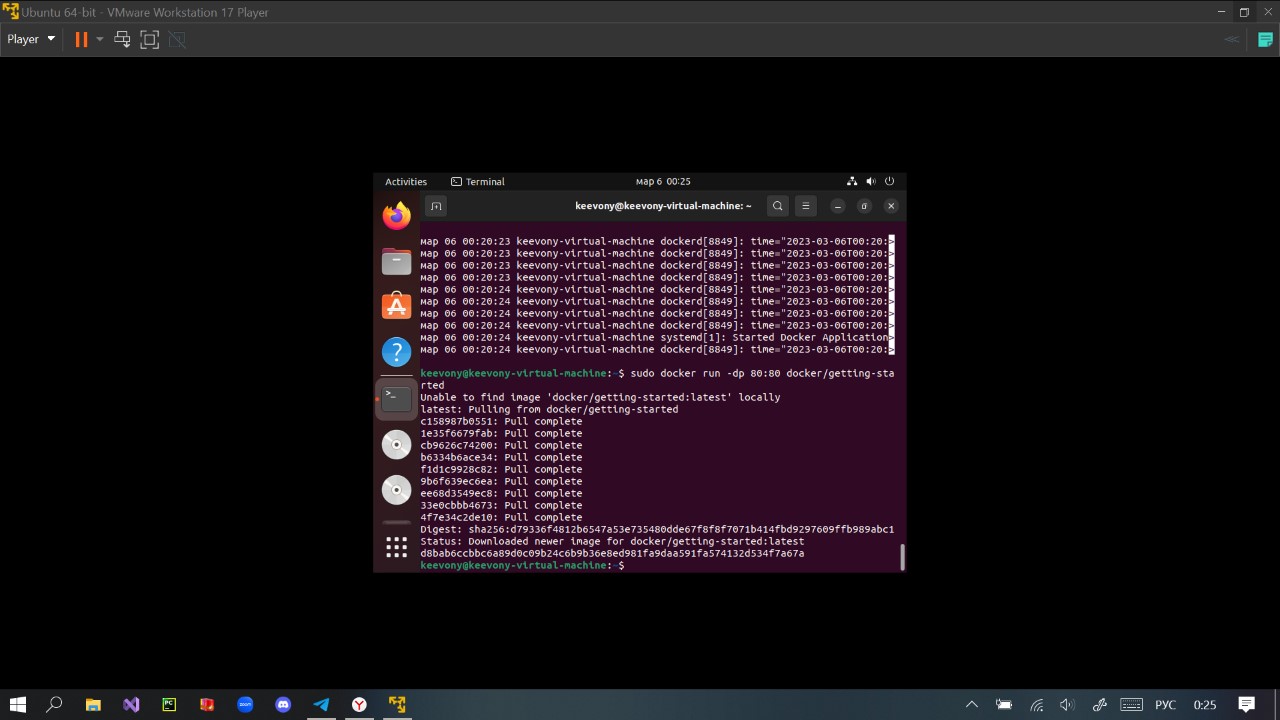 Ubuntu 64-bit - VMware Workstation 17 Player
Player
Activities Terminal мар 6 00:25
keevony@keevony-virtual-machine: ~
мар 06 00:20:23 keevony-virtual-machine dockerd[8849]: time="2023-03-06T00:20:>
мар 06 00:20:23 keevony-virtual-machine dockerd[8849]: time="2023-03-06T00:20:>
мар 06 00:20:23 keevony-virtual-machine dockerd[8849]: time="2023-03-06T00:20:>
мар 06 00:20:23 keevony-virtual-machine dockerd[8849]: time="2023-03-06T00:20:>
мар 06 00:20:24 keevony-virtual-machine dockerd[8849]: time="2023-03-06T00:20:>
мар 06 00:20:24 keevony-virtual-machine dockerd[8849]: time="2023-03-06T00:20:>
мар 06 00:20:24 keevony-virtual-machine dockerd[8849]: time="2023-03-06T00:20:>
мар 06 00:20:24 keevony-virtual-machine dockerd[8849]: time="2023-03-06T00:20:>
мар 06 00:20:24 keevony-virtual-machine systemd[1]: Started Docker Application>
мар 06 00:20:24 keevony-virtual-machine dockerd[8849]: time="2023-03-06T00:20:>
keevony@keevony-virtual-machine:~$ sudo docker run -dp 80:80 docker/getting-sta
rted
Unable to find image 'docker/getting-started:latest' locally
latest: Pulling from docker/getting-started
c158987b0551: Pull complete
1e35f6679fab: Pull complete
cb9626c74200: Pull complete
b6334b6ace34: Pull complete
f1d1c9928c82: Pull complete
9b6f639ec6ea: Pull complete
ee68d3549ec8: Pull complete
33e0cbbb4673: Pull complete
4f7e34c2de10: Pull complete
Digest: sha256:d79336f4812b6547a53e735480dde67f8f8f7071b414fbd9297609ffb989abc1
Status: Downloaded newer image for docker/getting-started:latest
d8bab6ccbbc6a89d0c09b24c6b9b36e8ed981fa9daa591fa574132d534f7a67a
keevony@keevony-virtual-machine:~$
PC
zoom
РУС 0:25